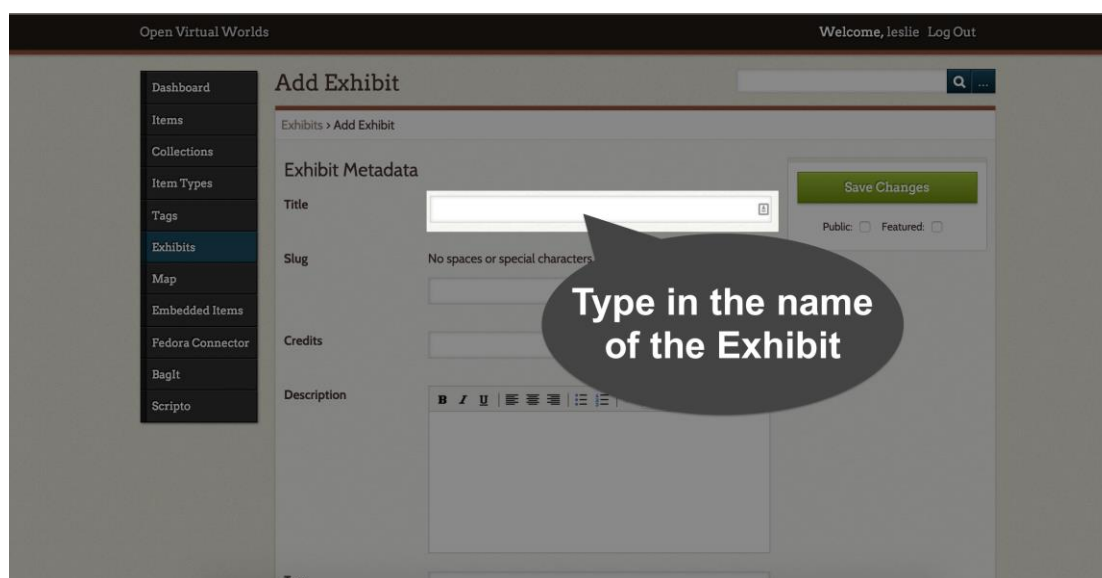 Open Virtual Worlds
Welcome, leslie Log Out
Dashboard
Items
Collections
Item Types
Tags
Exhibits
Map
Embedded Items
Fedora Connector
BagIt
Scripto
Add Exhibit
...
Exhibits › Add Exhibit
Exhibit Metadata
Title
Slug
No spaces or special characters
Credits
Description
B I U
Save Changes
Public: Featured:
Type in the name
of the Exhibit